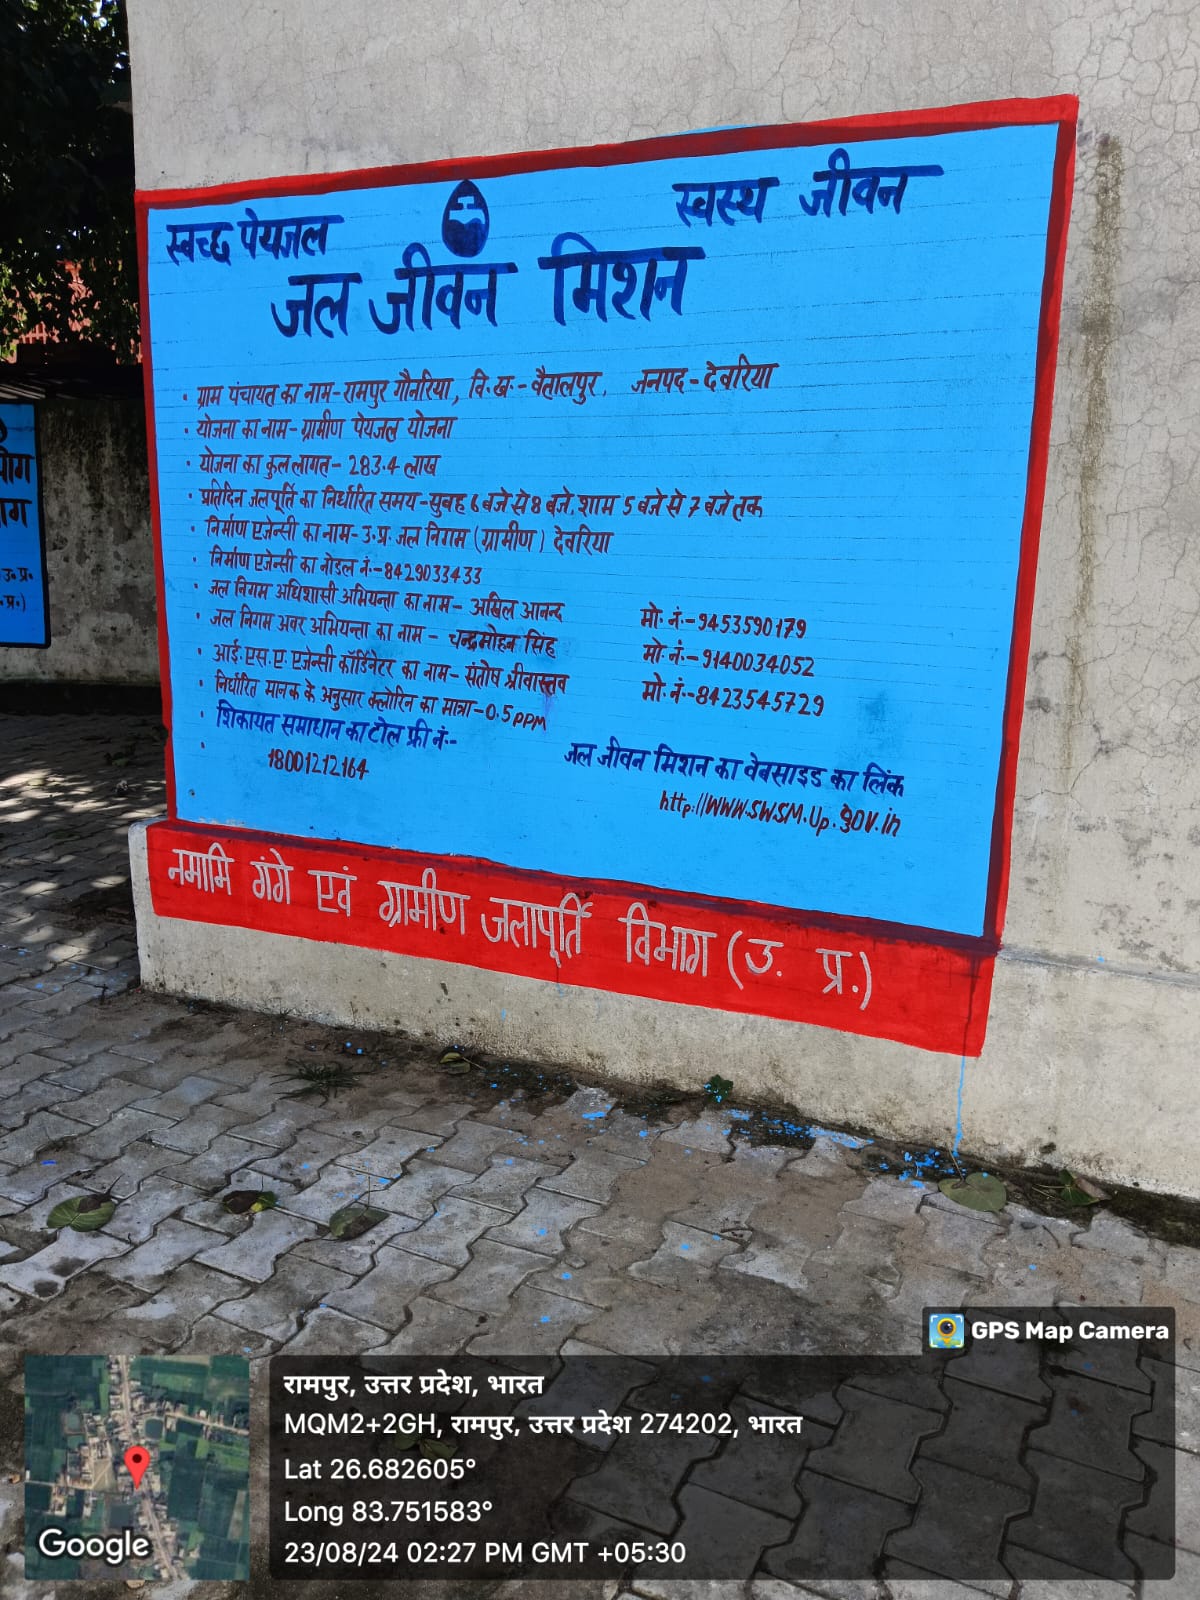 स्वच्छ पेयजल
स्वस्थ जीवन
जल जीवन मिशन
• ग्राम पंचायत का नाम-रामपुर गौनरिया, वि.ख.-बैतालपुर, जनपद-देवरिया
• योजना का नाम-ग्रामीण पेयजल योजना
• योजना का कुल लागत-283.4 लाख
• प्रतिदिन जलपूर्ति का निर्धारित समय-सुबह 6 बजे से 8 बजे, शाम 5 बजे से 7 बजे तक
• निर्माण एजेन्सी का नाम-उ.प्र. जल निगम (ग्रामीण) देवरिया
• निर्माण एजेन्सी का नोडल नं.-8429033433
• जल निगम अधिशासी अभियन्ता का नाम- अखिल आनन्द मो. नं.-9453590179
• जल निगम अवर अभियन्ता का नाम- चन्द्रमोहन सिंह मो. नं.-9140034052
• आई.एस.ए. एजेन्सी कॉर्डिनेटर का नाम-संतोष श्रीवास्तव मो. नं.-8423545729
• निर्धारित मानक के अनुसार क्लोरिन का मात्रा-0.5 PPM
• शिकायत समाधान का टोल फ्री नं.-
18001212164
जल जीवन मिशन का वेबसाइड का लिंक
http://www.swsm.up.gov.in
नमामि गंगे एवं ग्रामीण जलापूर्ति विभाग (उ. प्र.)
उ.प्र.
प्र.)
GPS Map Camera
रामपुर, उत्तर प्रदेश, भारत
MQM2+2GH, रामपुर, उत्तर प्रदेश 274202, भारत
Lat 26.682605°
Long 83.751583°
23/08/24 02:27 PM GMT +05:30
Google